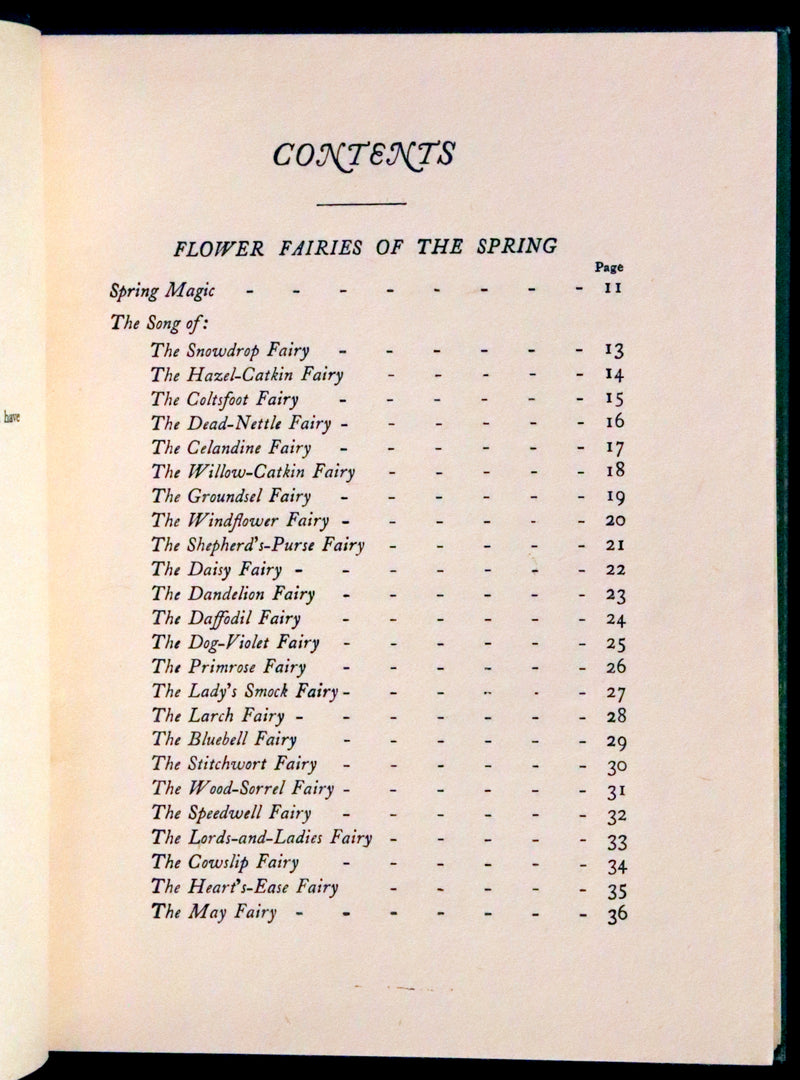 have
CONTENTS
FLOWER FAIRIES OF THE SPRING
Page
Spring Magic - - - - - - - - 11
The Song of:
The Snowdrop Fairy - - - - - - 13
The Hazel-Catkin Fairy - - - - - 14
The Coltsfoot Fairy - - - - - - 15
The Dead-Nettle Fairy - - - - - - 16
The Celandine Fairy - - - - - - 17
The Willow-Catkin Fairy - - - - - 18
The Groundsel Fairy - - - - - - 19
The Windflower Fairy - - - - - - 20
The Shepherd's-Purse Fairy - - - - - 21
The Daisy Fairy - - - - - - - 22
The Dandelion Fairy - - - - - - 23
The Daffodil Fairy - - - - - - 24
The Dog-Violet Fairy - - - - - - 25
The Primrose Fairy - - - - - - 26
The Lady's Smock Fairy - - - - - - 27
The Larch Fairy - - - - - - - 28
The Bluebell Fairy - - - - - - 29
The Stitchwort Fairy - - - - - - 30
The Wood-Sorrel Fairy - - - - - - 31
The Speedwell Fairy - - - - - - 32
The Lords-and-Ladies Fairy - - - - - 33
The Cowslip Fairy - - - - - - 34
The Heart's-Ease Fairy - - - - - 35
The May Fairy - - - - - - - 36